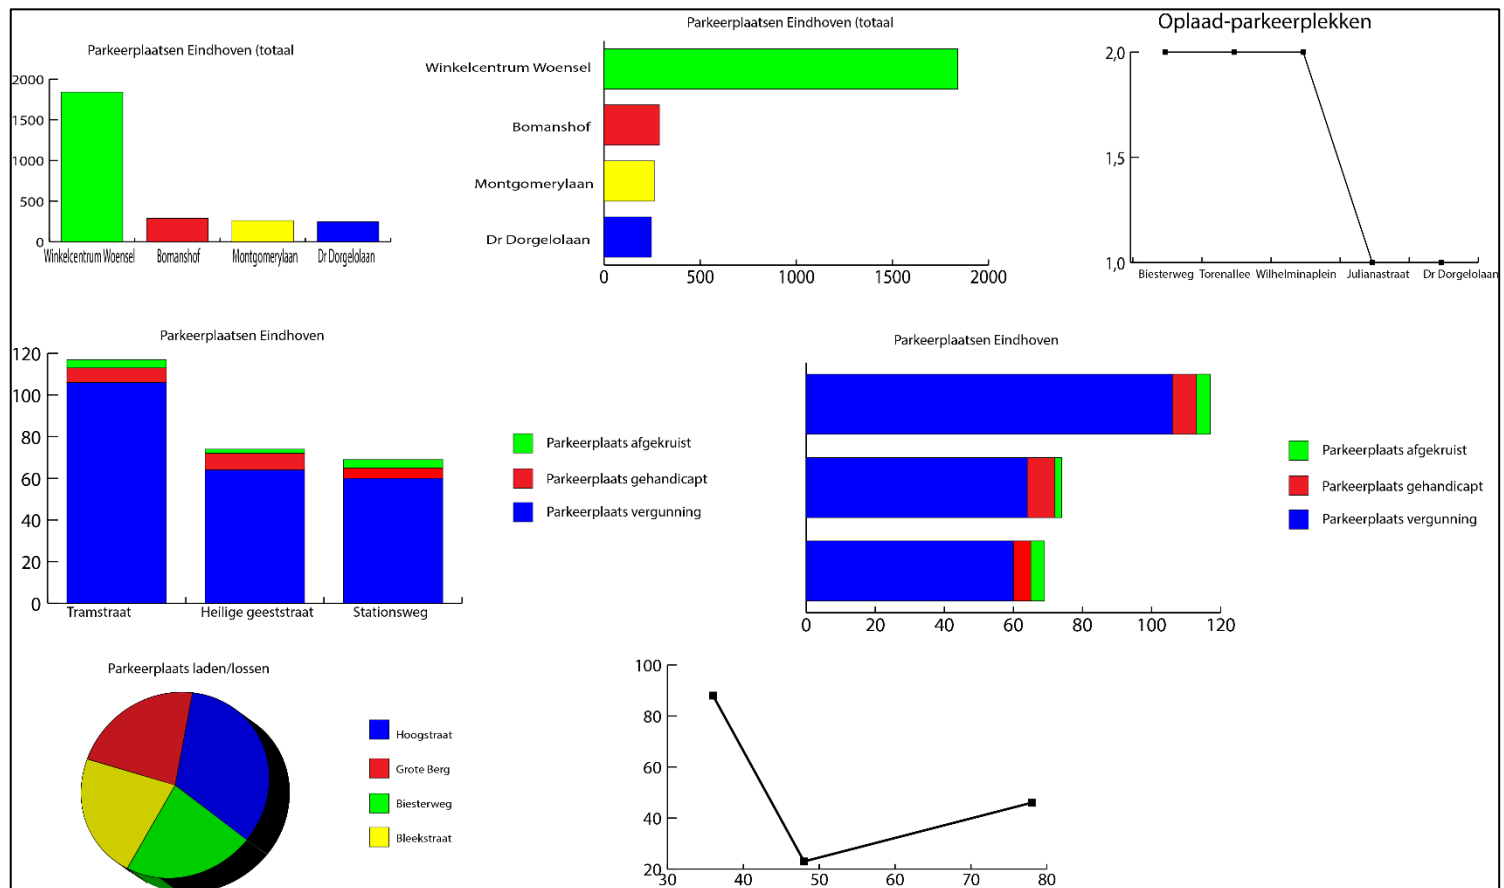 Parkeerplaatsen Eindhoven (totaal
2000
1500
1000
500
0
Winkelcentrum Woensel
Bomanshof
Montgomerylaan
Dr Dorgelolaan
Parkeerplaatsen Eindhoven (totaal
Winkelcentrum Woensel
Bomanshof
Montgomerylaan
Dr Dorgelolaan
0
500
1000
1500
2000
Oplaad-parkeerplekken
2,0
1,5
1,0
Biesterweg
Torenallee
Wilhelminaplein
Julianastraat
Dr Dorgelolaan
Parkeerplaatsen Eindhoven
120
100
80
60
40
20
0
Tramstraat
Heilige geeststraat
Stationsweg
Parkeerplaats afgekruist
Parkeerplaats gehandicapt
Parkeerplaats vergunning
Parkeerplaatsen Eindhoven
0
20
40
60
80
100
120
Parkeerplaats afgekruist
Parkeerplaats gehandicapt
Parkeerplaats vergunning
Parkeerplaats laden/lossen
Hoogstraat
Grote Berg
Biesterweg
Bleekstraat
100
80
60
40
20
30
40
50
60
70
80